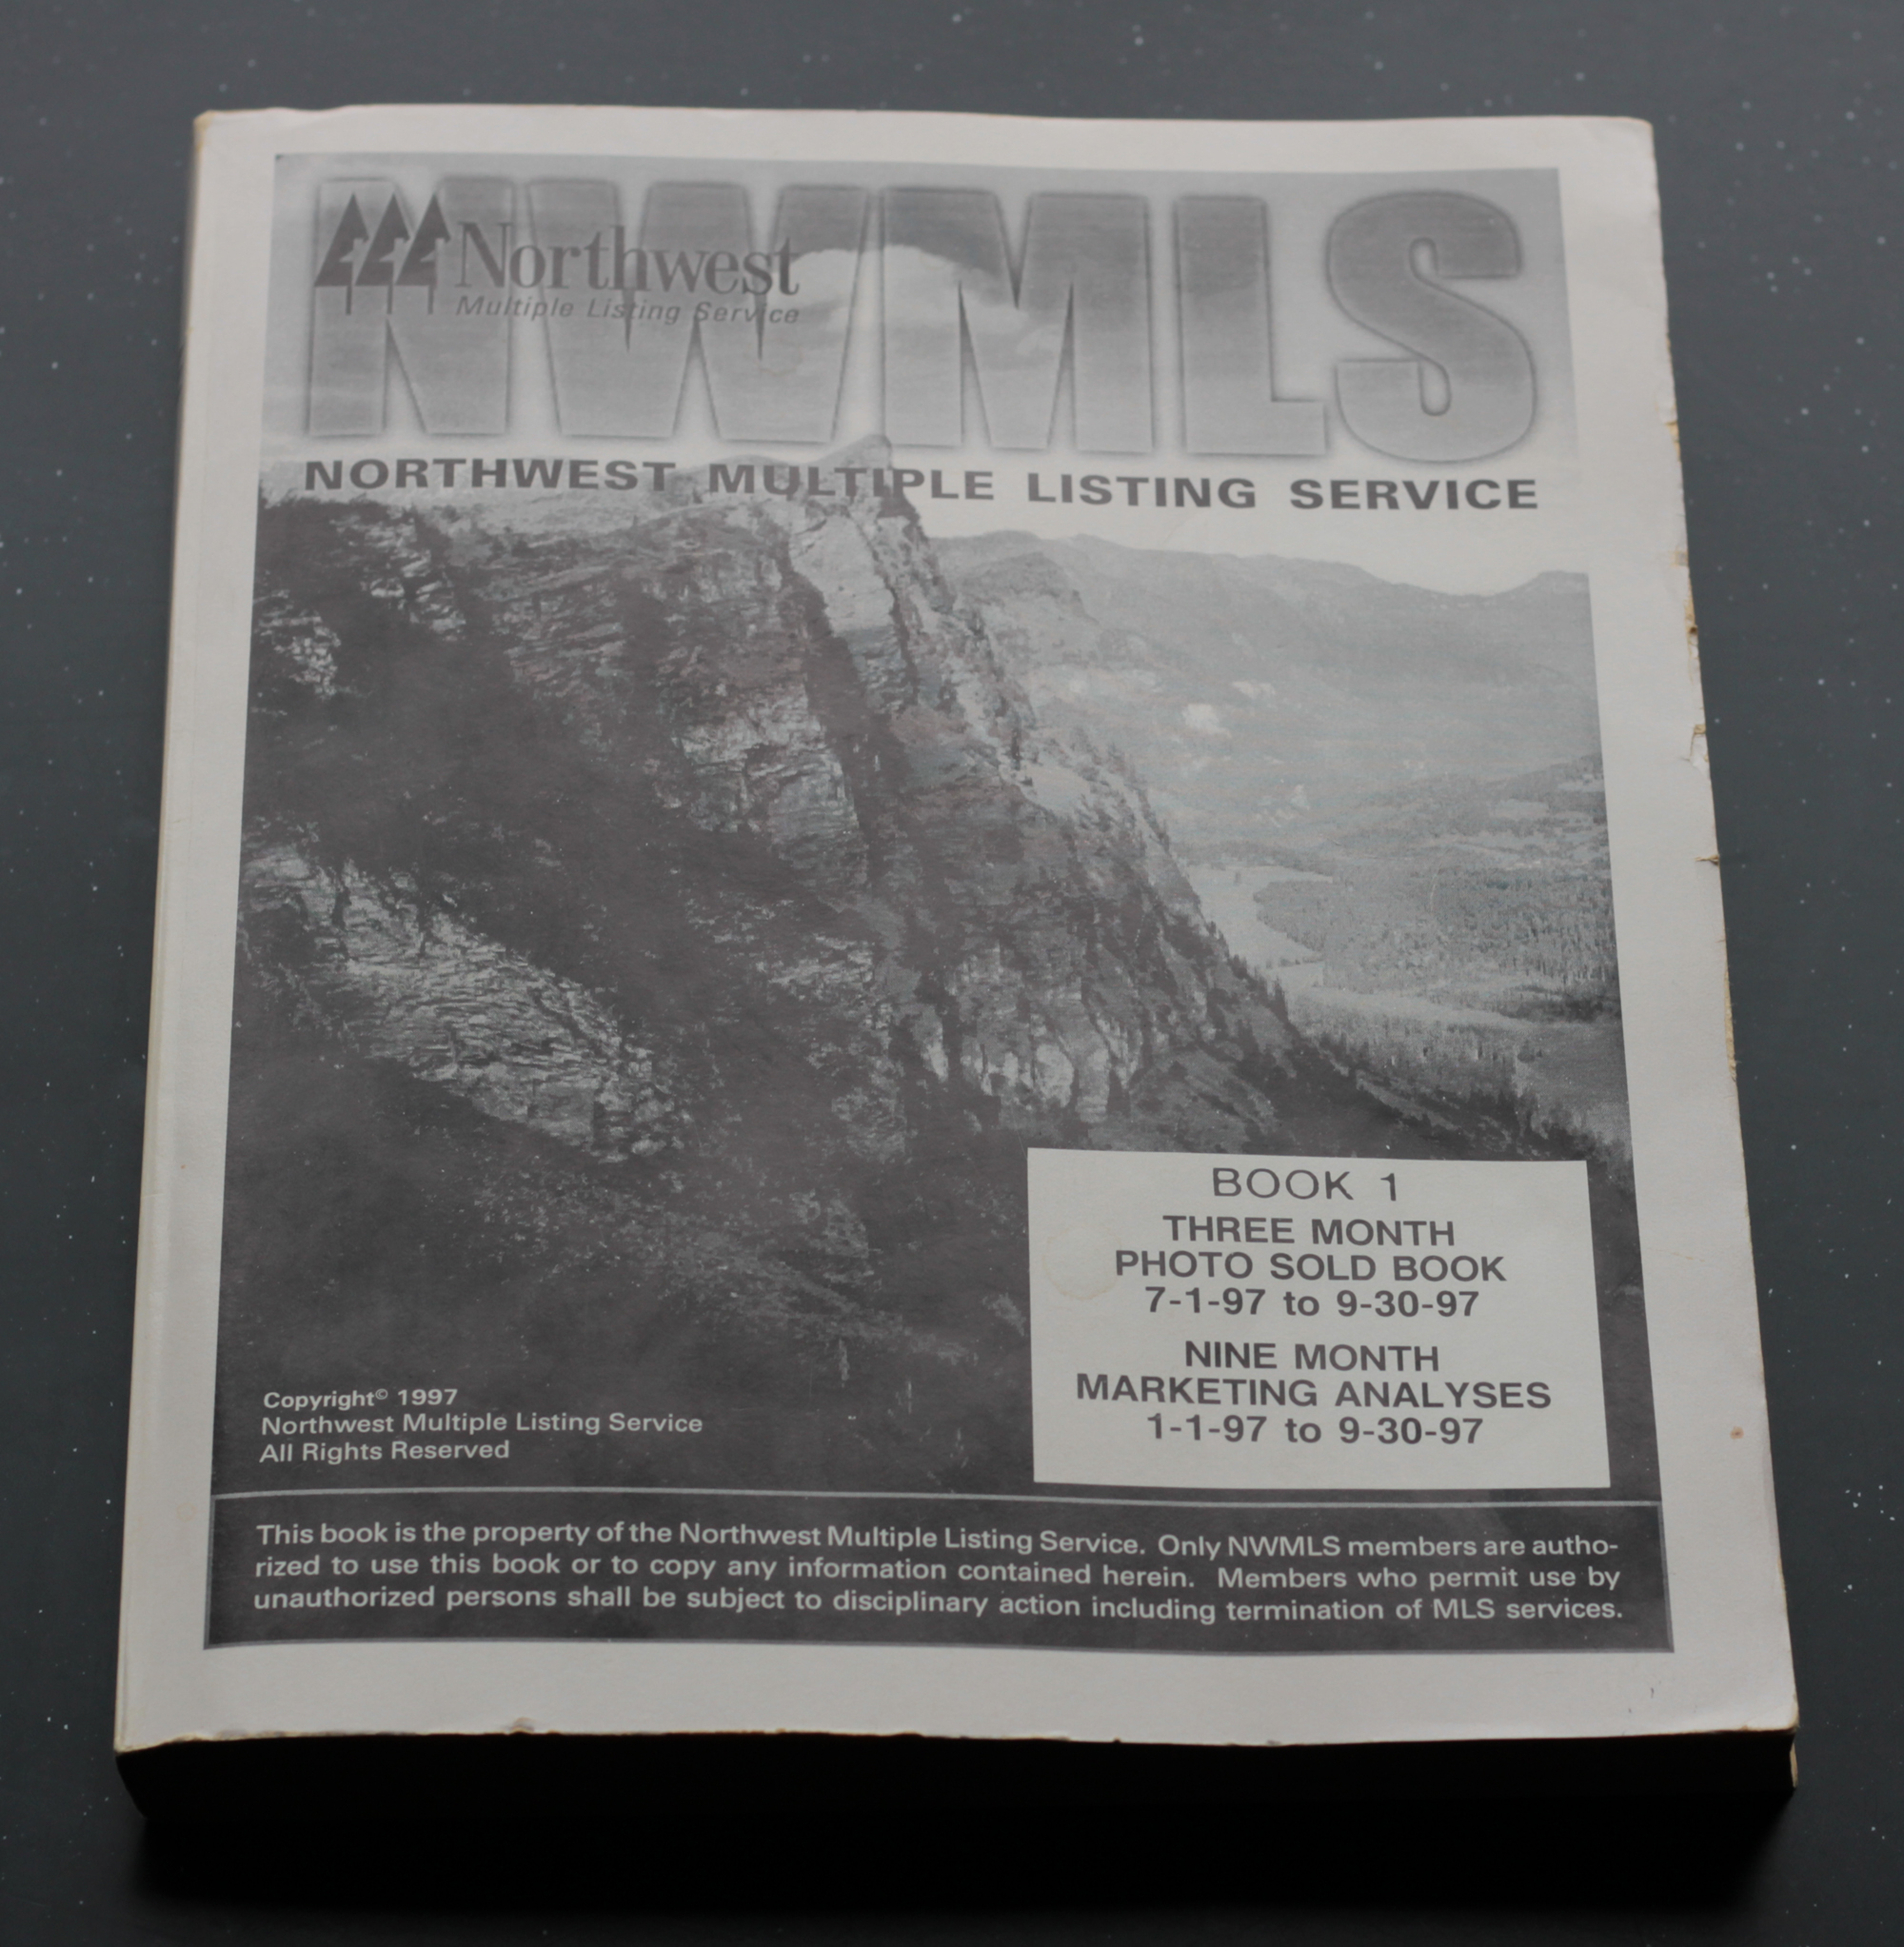 NWMLS
Northwest
Multiple Listing Service
NORTHWEST MULTIPLE LISTING SERVICE
BOOK 1
THREE MONTH
PHOTO SOLD BOOK
7-1-97 to 9-30-97
NINE MONTH
MARKETING ANALYSES
1-1-97 to 9-30-97
Copyright© 1997
Northwest Multiple Listing Service
All Rights Reserved
This book is the property of the Northwest Multiple Listing Service. Only NWMLS members are autho-
rized to use this book or to copy any information contained herein. Members who permit use by
unauthorized persons shall be subject to disciplinary action including termination of MLS services.